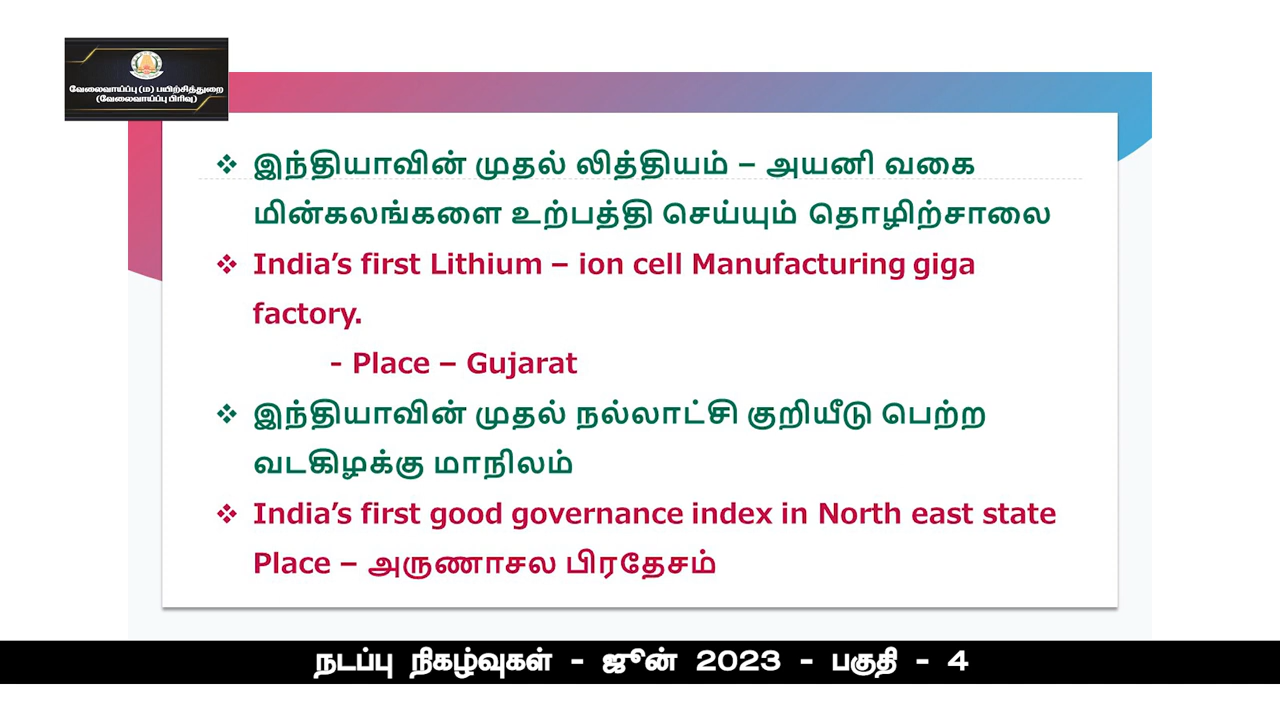 வேலைவாய்ப்பு (ம) பயிற்சித்துறை
(வேலைவாய்ப்பு பிரிவு)
❖ இந்தியாவின் முதல் லித்தியம் – அயனி வகை
மின்கலங்களை உற்பத்தி செய்யும் தொழிற்சாலை
❖ India’s first Lithium – ion cell Manufacturing giga
factory.
- Place – Gujarat
❖ இந்தியாவின் முதல் நல்லாட்சி குறியீடு பெற்ற
வடகிழக்கு மாநிலம்
❖ India’s first good governance index in North east state
Place – அருணாசல பிரதேசம்
நடப்பு நிகழ்வுகள் - ஜூன் 2023 - பகுதி - 4